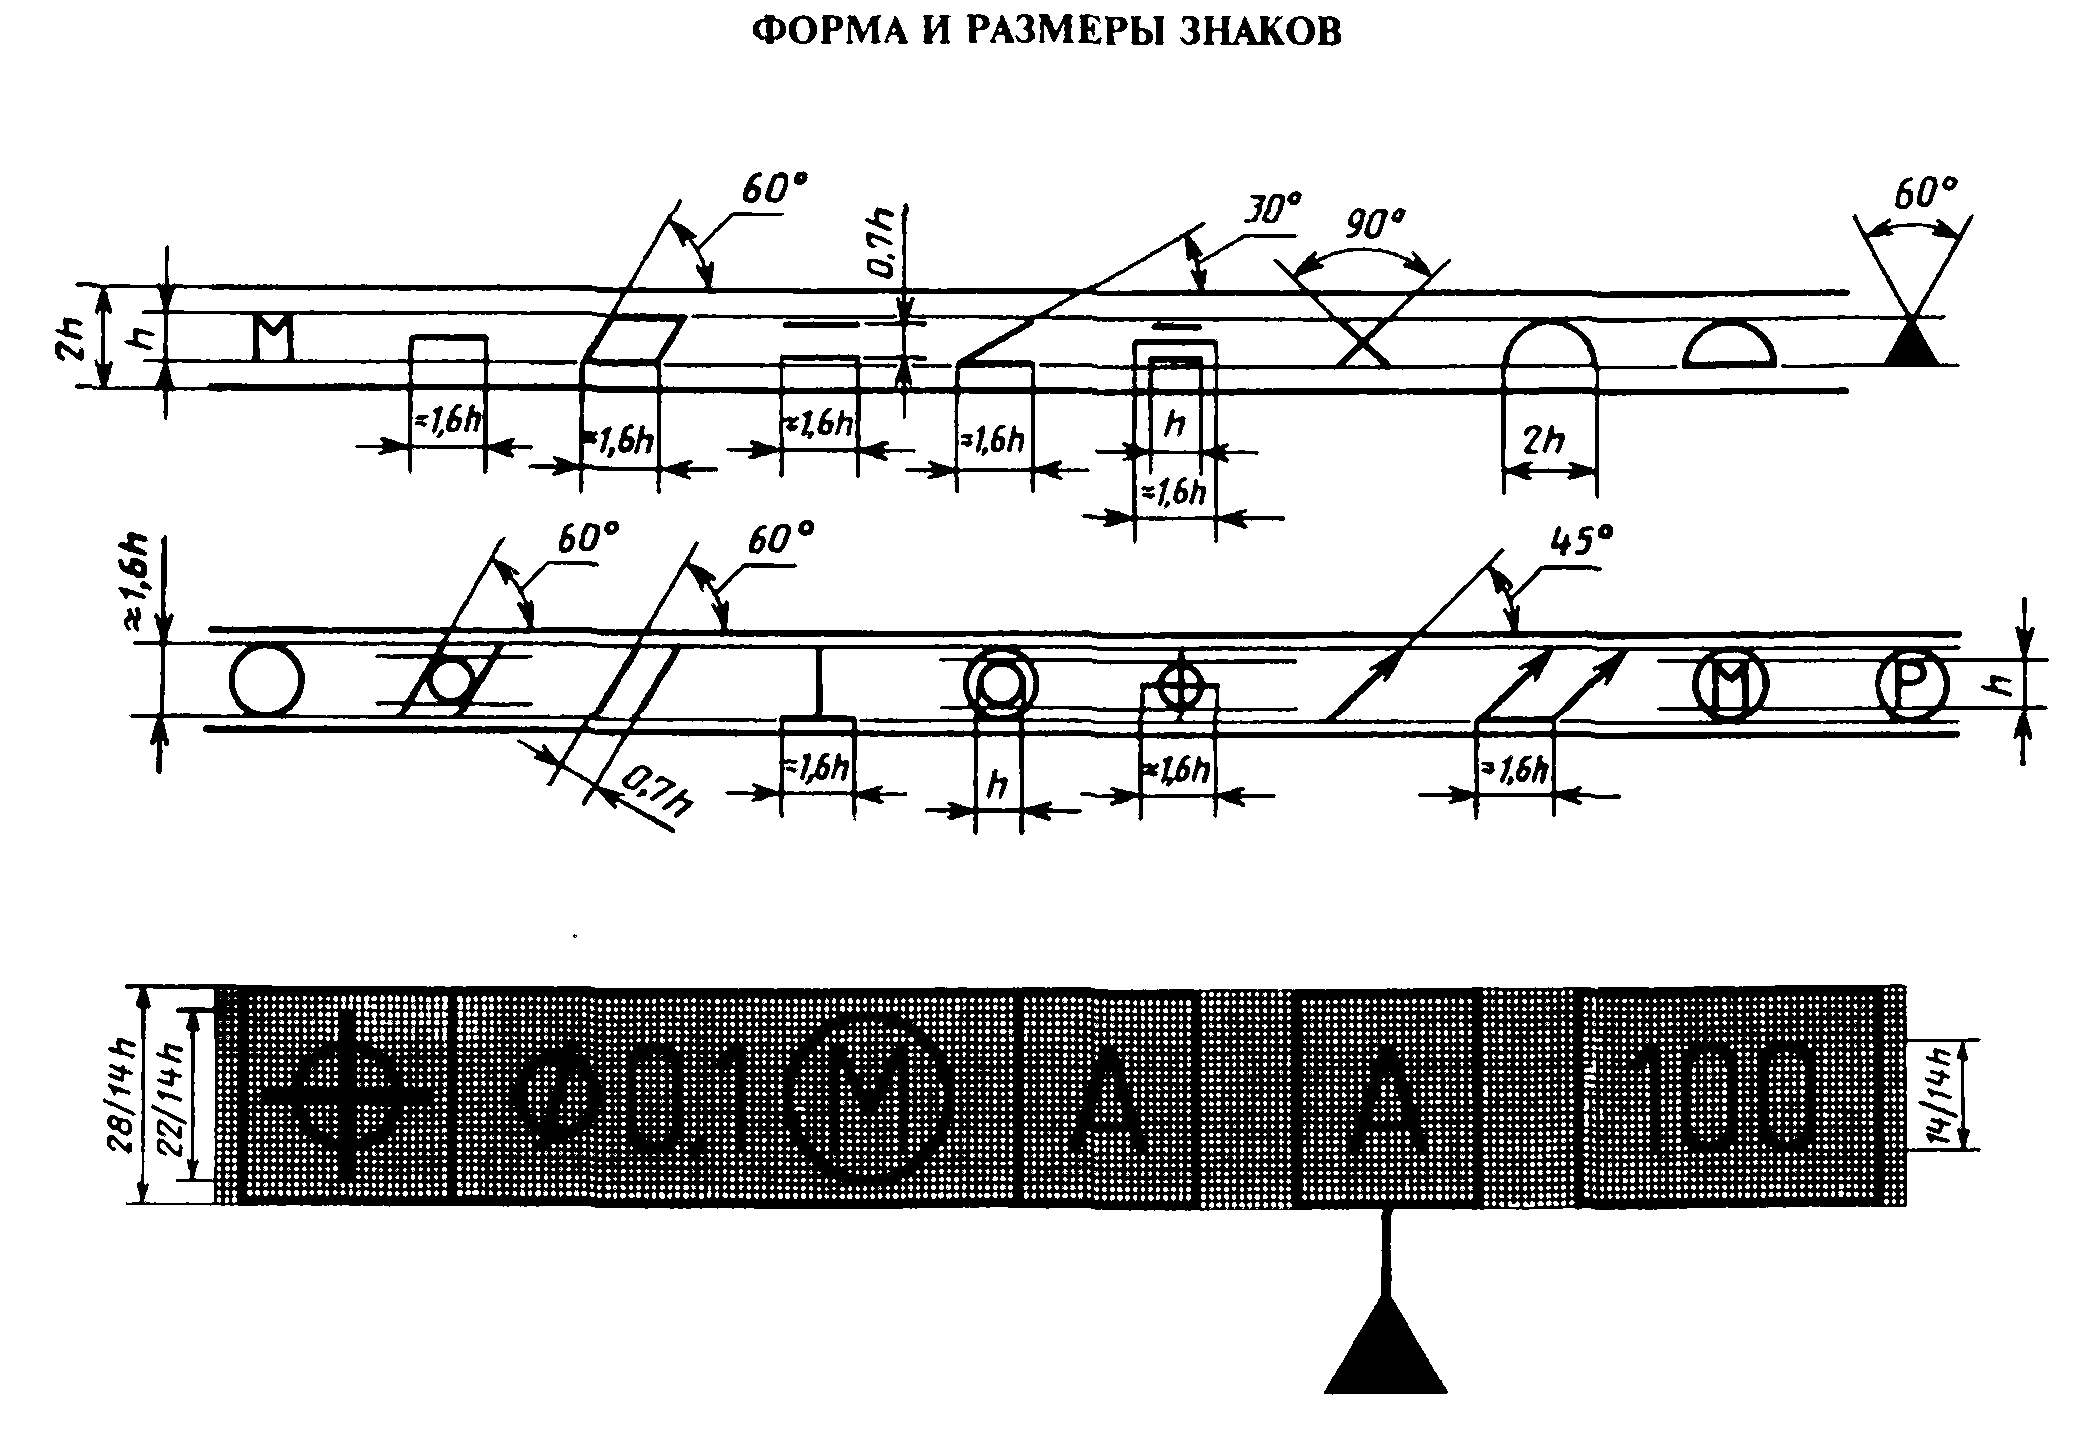 ФОРМА И РАЗМЕРЫ ЗНАКОВ
60° 0,7h 30° 90° 60°
2h h M
≈1,6h ≈1,6h ≈1,6h ≈1,6h h 2h
≈1,6h
≈1,6h 60° 60° 45°
M P h
0,7h ≈1,6h h ≈1,6h ≈1,6h
28/14h 22/14h ⌀0,1 M A A 100 14/14h